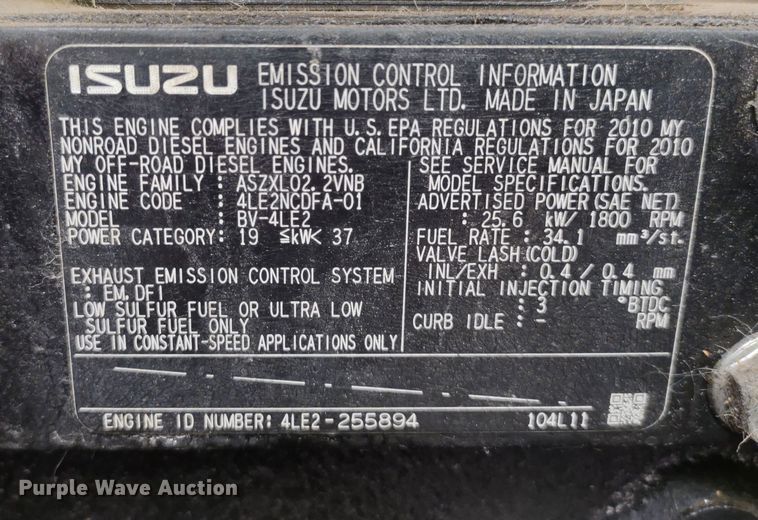 ISUZU EMISSION CONTROL INFORMATION
ISUZU MOTORS LTD. MADE IN JAPAN
THIS ENGINE COMPLIES WITH U.S. EPA REGULATIONS FOR 2010 MY
NONROAD DIESEL ENGINES AND CALIFORNIA REGULATIONS FOR 2010
MY OFF-ROAD DIESEL ENGINES.
ENGINE FAMILY : ASZXL02.2VNB
ENGINE CODE : 4LE2NCDFA-01
MODEL : BV-4LE2
POWER CATEGORY: 19 ≦kW< 37
EXHAUST EMISSION CONTROL SYSTEM
: EM, DFI
LOW SULFUR FUEL OR ULTRA LOW
SULFUR FUEL ONLY
USE IN CONSTANT-SPEED APPLICATIONS ONLY
SEE SERVICE MANUAL FOR
MODEL SPECIFICATIONS.
ADVERTISED POWER (SAE NET)
: 25.6 kW/ 1800 RPM
FUEL RATE : 34.1 mm³/st.
VALVE LASH (COLD)
INL/EXH : 0.4 / 0.4 mm
INITIAL INJECTION TIMING
: 3 °BTDC
CURB IDLE : - RPM
ENGINE ID NUMBER: 4LE2-255894 104L11
Purple Wave Auction